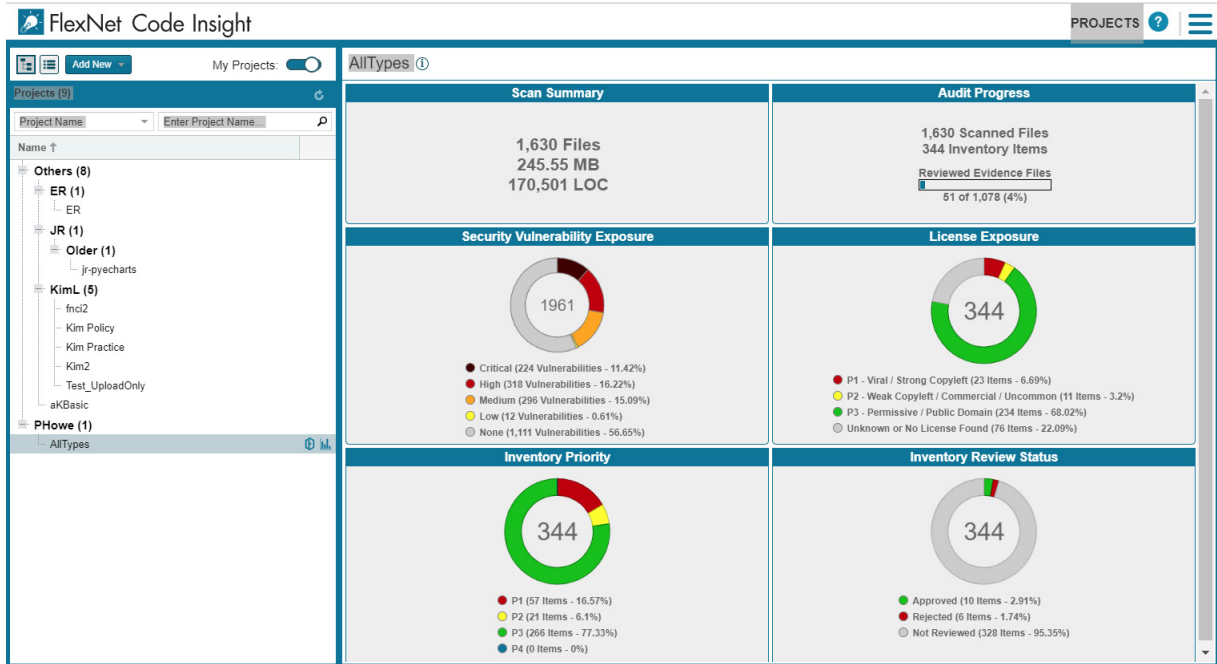 FlexNet Code Insight
PROJECTS ?
Add New
My Projects:
Projects (9)
Project Name
Enter Project Name...
Name ↑
Others (8)
ER (1)
ER
JR (1)
Older (1)
jr-pyecharts
KimL (5)
fnci2
Kim Policy
Kim Practice
Kim2
Test_UploadOnly
aKBasic
PHowe (1)
AllTypes
AllTypes
Scan Summary
1,630 Files
245.55 MB
170,501 LOC
Audit Progress
1,630 Scanned Files
344 Inventory Items
Reviewed Evidence Files
51 of 1,078 (4%)
Security Vulnerability Exposure
1961
Critical (224 Vulnerabilities - 11.42%)
High (318 Vulnerabilities - 16.22%)
Medium (296 Vulnerabilities - 15.09%)
Low (12 Vulnerabilities - 0.61%)
None (1,111 Vulnerabilities - 56.65%)
License Exposure
344
P1 - Viral / Strong Copyleft (23 Items - 6.69%)
P2 - Weak Copyleft / Commercial / Uncommon (11 Items - 3.2%)
P3 - Permissive / Public Domain (234 Items - 68.02%)
Unknown or No License Found (76 Items - 22.09%)
Inventory Priority
344
P1 (57 Items - 16.57%)
P2 (21 Items - 6.1%)
P3 (266 Items - 77.33%)
P4 (0 Items - 0%)
Inventory Review Status
344
Approved (10 Items - 2.91%)
Rejected (6 Items - 1.74%)
Not Reviewed (328 Items - 95.35%)